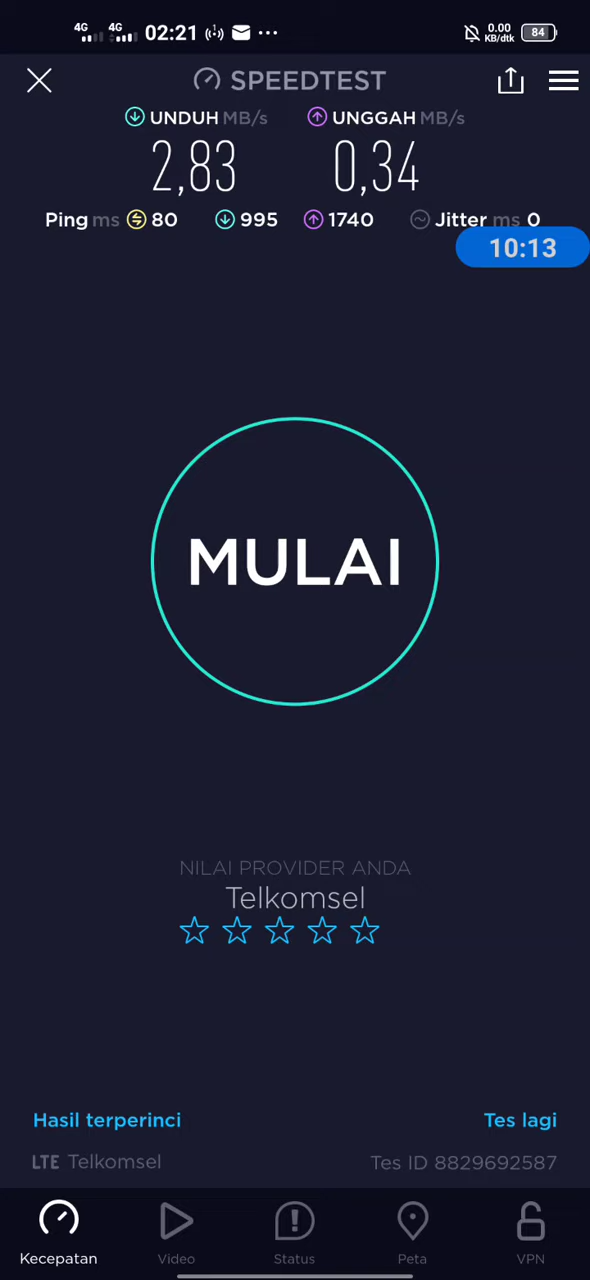 4G 4G 02:21 0.00 KB/dtk 84
SPEEDTEST
UNDUH MB/s UNGGAH MB/s
2,83 0,34
Ping ms 80 995 1740 Jitter ms 0
10:13
MULAI
NILAI PROVIDER ANDA
Telkomsel
Hasil terperinci Tes lagi
LTE Telkomsel Tes ID 8829692587
Kecepatan Video Status Peta VPN